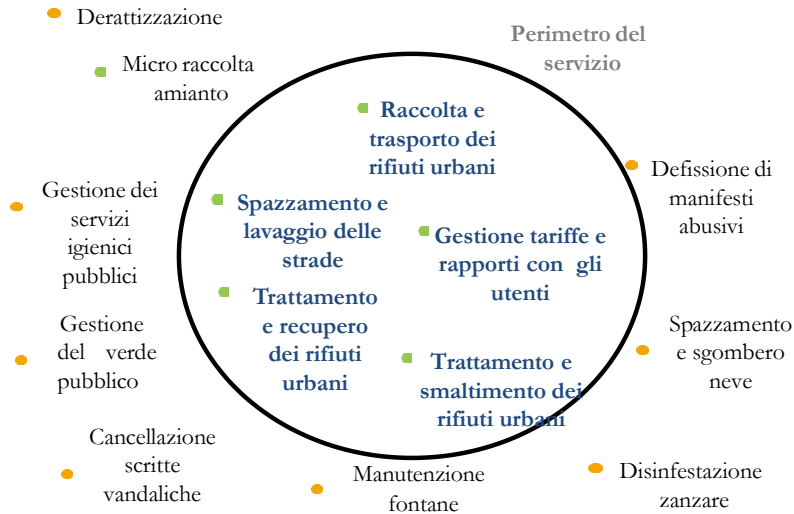 Derattizzazione
Perimetro del
servizio
Micro raccolta
amianto
Raccolta e
trasporto dei
rifiuti urbani
Defissione di
manifesti
abusivi
Gestione dei
servizi
igienici
pubblici
Spazzamento e
lavaggio delle
strade
Gestione tariffe e
rapporti con gli
utenti
Trattamento
e recupero
dei rifiuti
urbani
Gestione
del verde
pubblico
Spazzamento
e sgombero
neve
Trattamento e
smaltimento dei
rifiuti urbani
Cancellazione
scritte
vandaliche
Manutenzione
fontane
Disinfestazione
zanzare